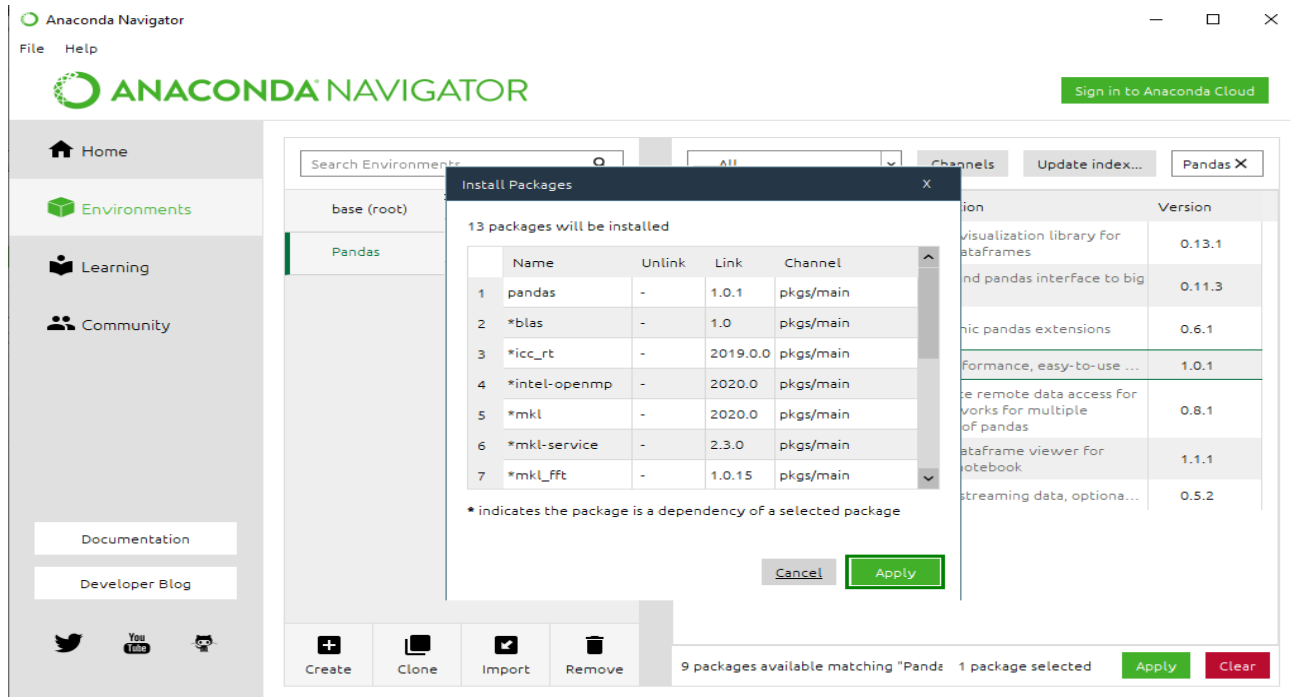 Anaconda Navigator
File Help
ANACONDA NAVIGATOR
Sign in to Anaconda Cloud
Home
Environments
Learning
Community
Documentation
Developer Blog
You
Tube
Search Environments
base (root)
Pandas
Create Clone Import Remove
All
Channels
Update index...
Pandas X
Version
visualization library for
0.13.1
pandas interface to big
0.11.3
pandas extensions
0.6.1
easy-to-use ...
1.0.1
remote data access for
for multiple
of pandas
0.8.1
viewer for
1.1.1
streaming data, optiona...
0.5.2
Install Packages X
13 packages will be installed
Name Unlink Link Channel
1 pandas - 1.0.1 pkgs/main
2 *blas - 1.0 pkgs/main
3 *icc_rt - 2019.0.0 pkgs/main
4 *intel-openmp - 2020.0 pkgs/main
5 *mkl - 2020.0 pkgs/main
6 *mkl-service - 2.3.0 pkgs/main
7 *mkl_fft - 1.0.15 pkgs/main
* indicates the package is a dependency of a selected package
Cancel Apply
9 packages available matching "Panda 1 package selected
Apply Clear